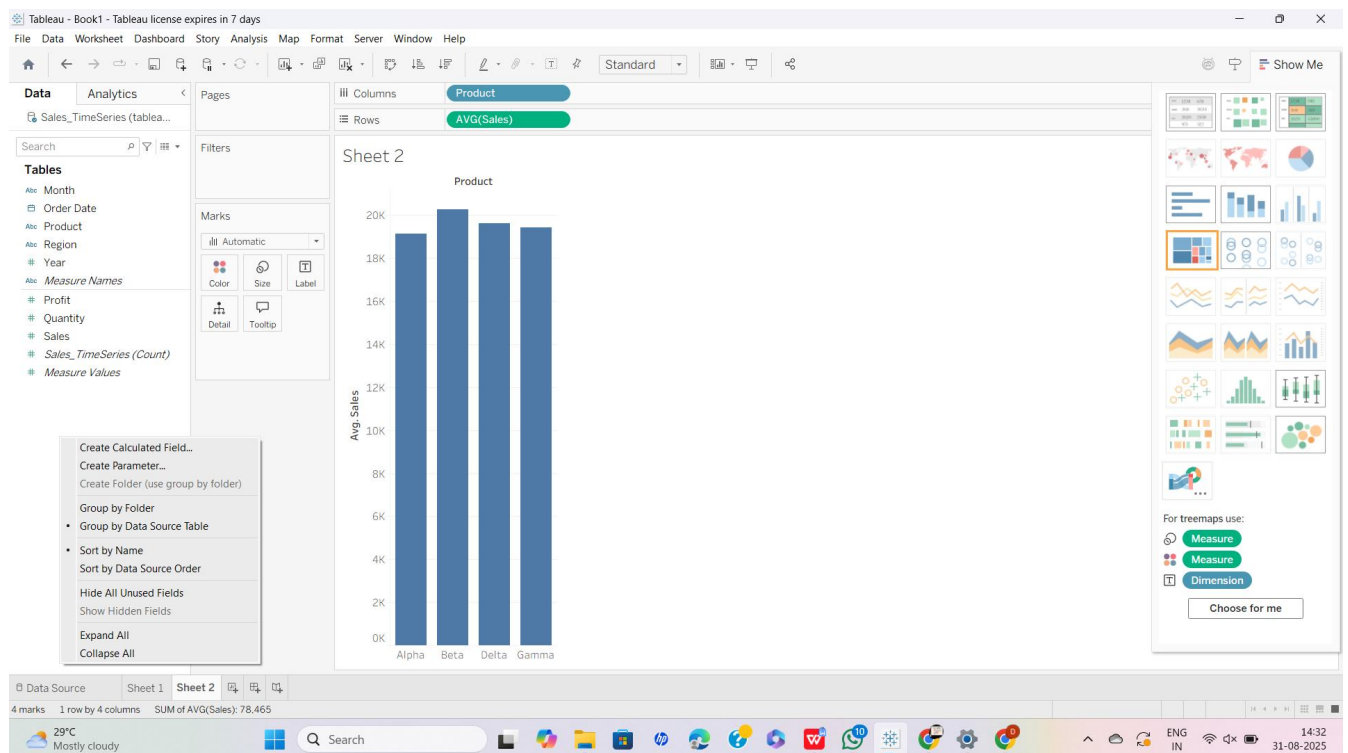 Tableau - Book1 - Tableau license expires in 7 days
File Data Worksheet Dashboard Story Analysis Map Format Server Window Help
Standard
Show Me
Data Analytics
Sales_TimeSeries (tablea...
Search
Tables
Abc Month
Order Date
Abc Product
Abc Region
# Year
Abc Measure Names
# Profit
# Quantity
# Sales
# Sales_TimeSeries (Count)
# Measure Values
Create Calculated Field...
Create Parameter...
Create Folder (use group by folder)
Group by Folder
• Group by Data Source Table
• Sort by Name
Sort by Data Source Order
Hide All Unused Fields
Show Hidden Fields
Expand All
Collapse All
Pages
Filters
Marks
Automatic
Color Size Label
Detail Tooltip
Columns Product
Rows AVG(Sales)
Sheet 2
Product
Avg. Sales
20K
18K
16K
14K
12K
10K
8K
6K
4K
2K
0K
Alpha Beta Delta Gamma
For treemaps use:
Measure
Measure
Dimension
Choose for me
Data Source Sheet 1 Sheet 2
4 marks 1 row by 4 columns SUM of AVG(Sales): 78,465
29°C
Mostly cloudy
Search
10
ENG
IN
14:32
31-08-2025